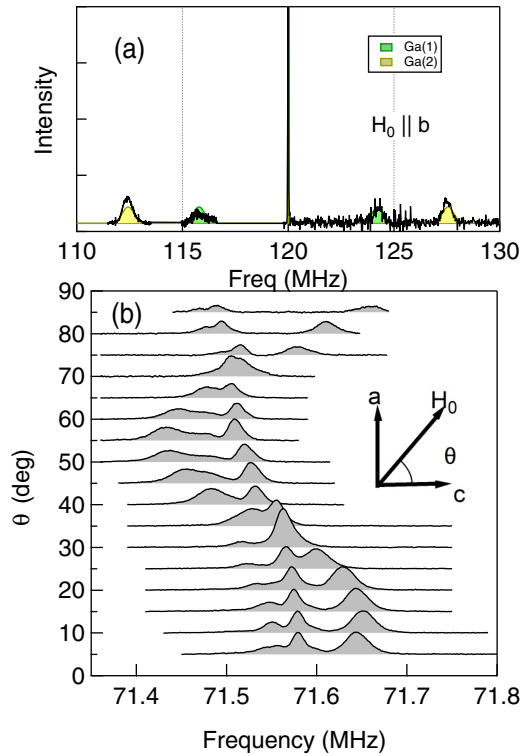 (a)
Ga(1)
Ga(2)
H₀ || b
Intensity
110 115 120 125 130
Freq (MHz)
(b)
90
80
70
60
50
40
30
20
10
0
θ (deg)
a
H₀
θ
c
71.4 71.5 71.6 71.7 71.8
Frequency (MHz)